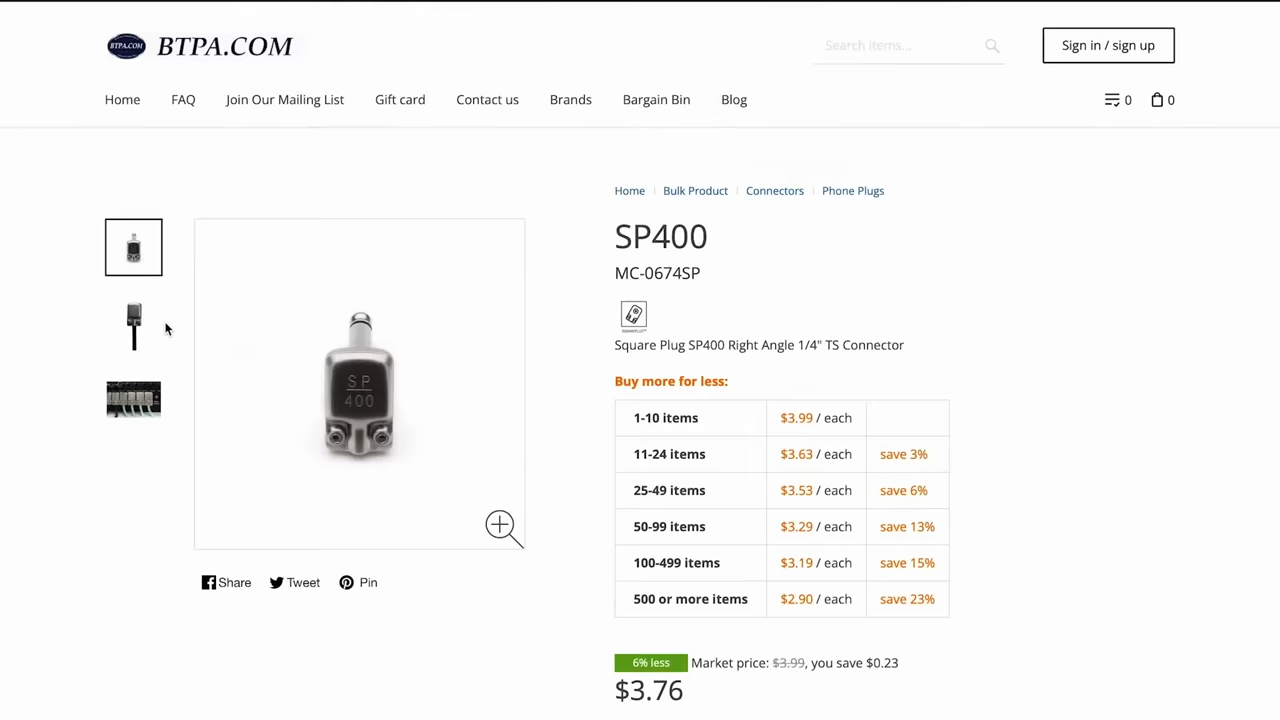 BTPA.COM BTPA.COM
Search items...
Sign in / sign up
Home FAQ Join Our Mailing List Gift card Contact us Brands Bargain Bin Blog
0 0
Home Bulk Product Connectors Phone Plugs
SP400
MC-0674SP
SQUAREPLUG™
Square Plug SP400 Right Angle 1/4" TS Connector
SP
400
Buy more for less:
1-10 items $3.99 / each
11-24 items $3.63 / each save 3%
25-49 items $3.53 / each save 6%
50-99 items $3.29 / each save 13%
100-499 items $3.19 / each save 15%
500 or more items $2.90 / each save 23%
Share Tweet Pin
6% less Market price: $3.99, you save $0.23
$3.76